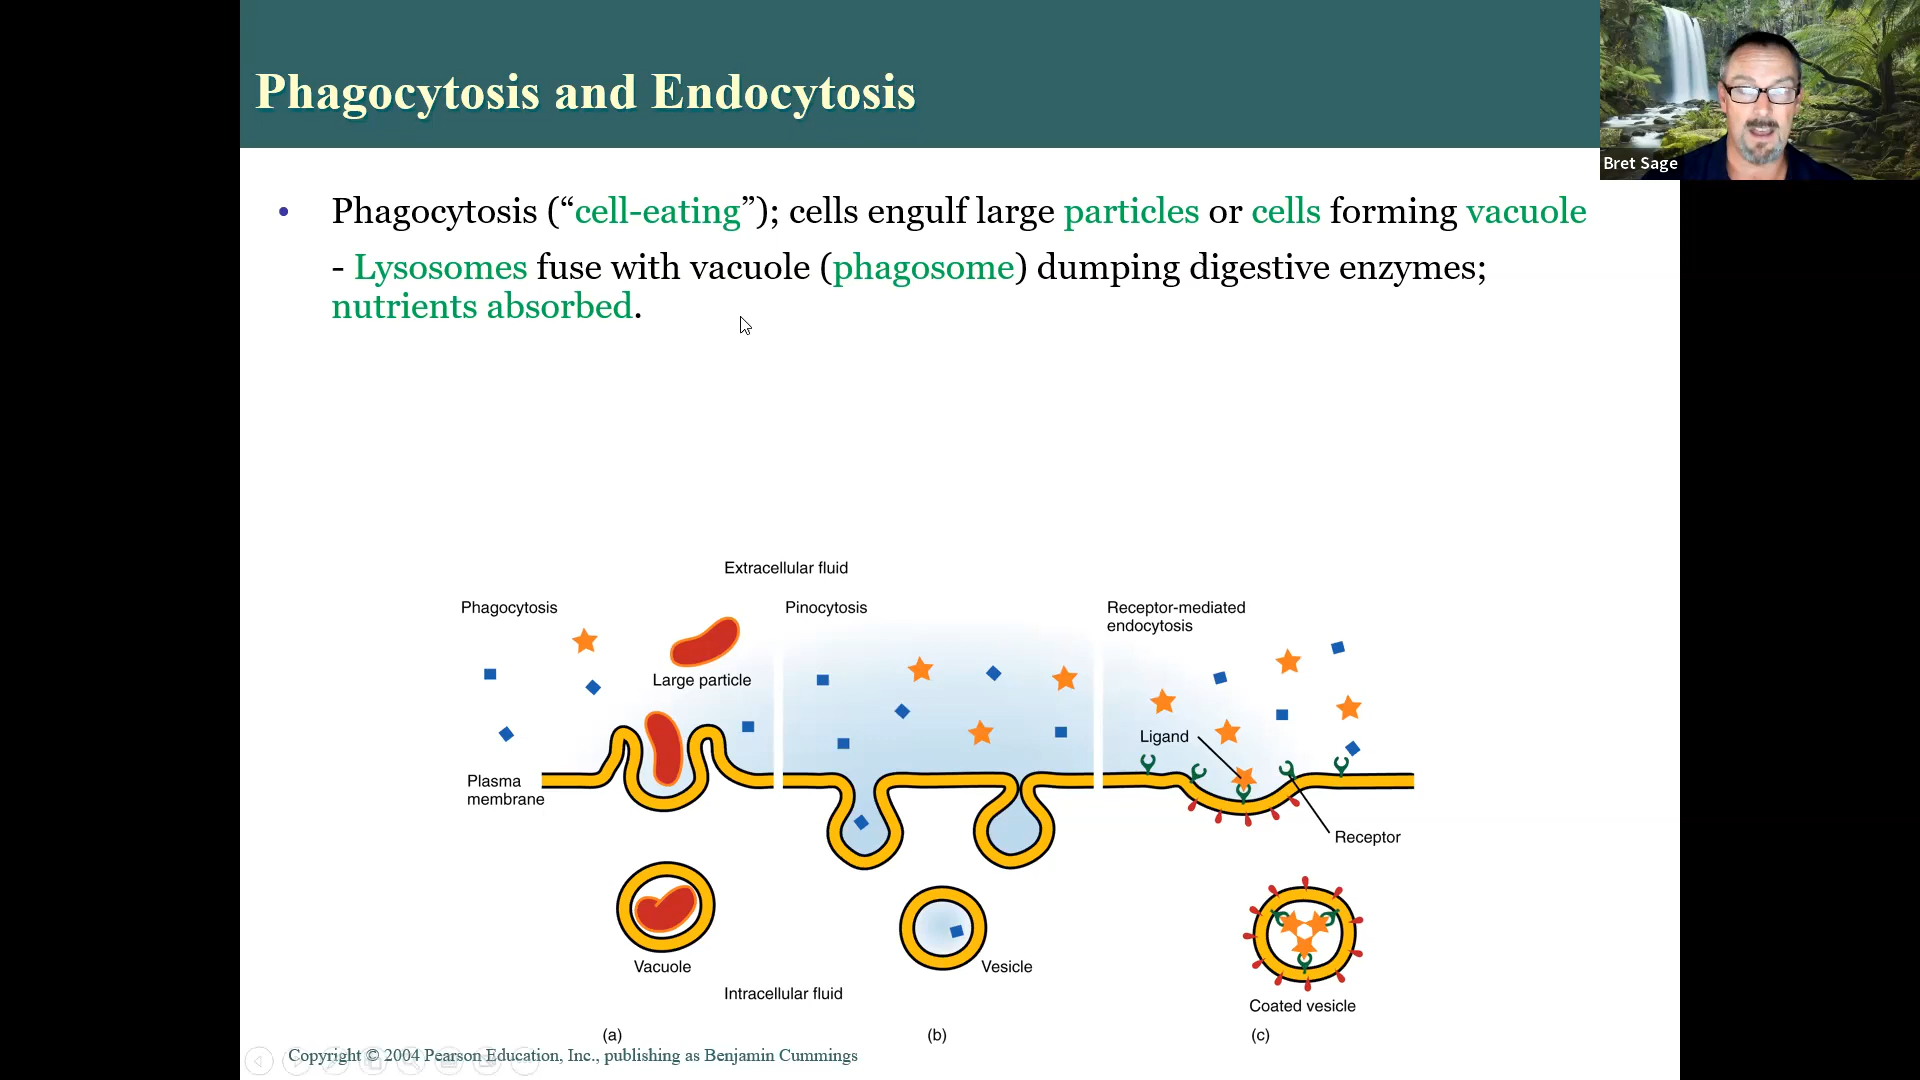 Phagocytosis and Endocytosis
Bret Sage
• Phagocytosis (“cell-eating”); cells engulf large particles or cells forming vacuole
- Lysosomes fuse with vacuole (phagosome) dumping digestive enzymes;
nutrients absorbed.
Extracellular fluid
Phagocytosis
Pinocytosis
Receptor-mediated
endocytosis
Large particle
Ligand
Plasma
membrane
Receptor
Vacuole
Vesicle
Intracellular fluid
Coated vesicle
(a)
(b)
(c)
Copyright © 2004 Pearson Education, Inc., publishing as Benjamin Cummings